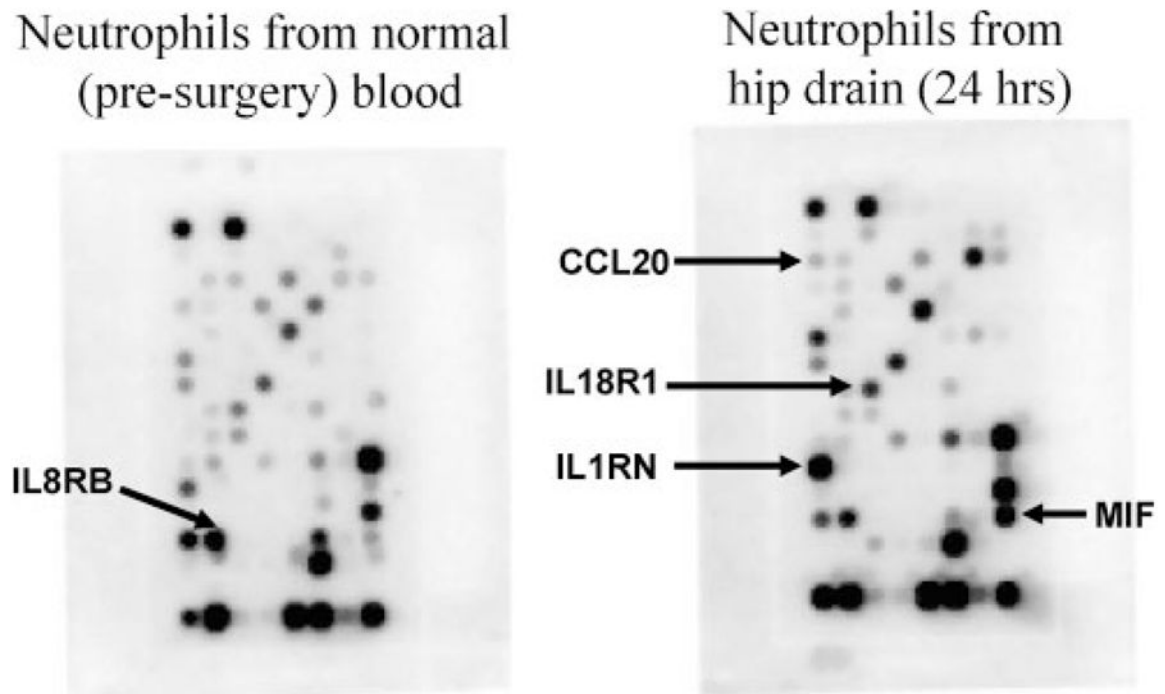 Neutrophils from normal
(pre-surgery) blood
Neutrophils from
hip drain (24 hrs)
CCL20
IL18R1
IL8RB
IL1RN
MIF